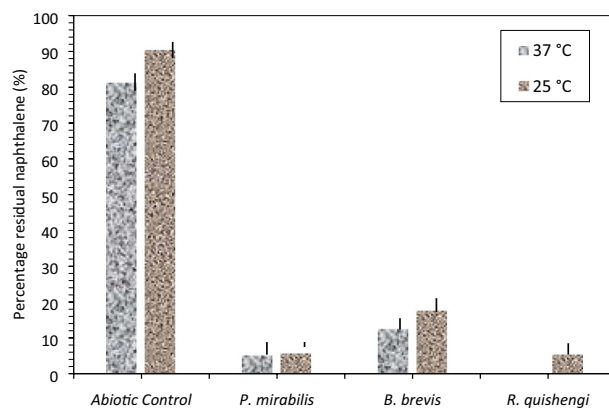 Percentage residual naphthalene (%)
100
90
80
70
60
50
40
30
20
10
0
37 °C
25 °C
Abiotic Control
P. mirabilis
B. brevis
R. quishengi